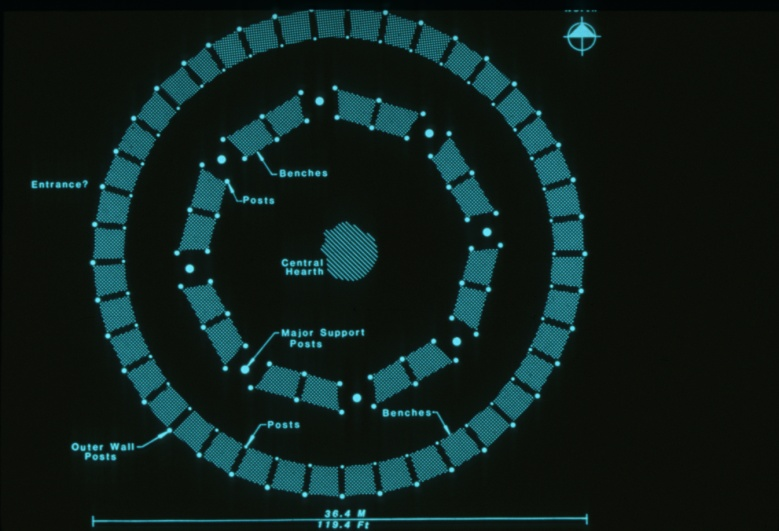 Entrance?
Benches
Posts
Central
Hearth
Major Support
Posts
Benches
Posts
Outer Wall
Posts
36.4 M
119.4 Ft